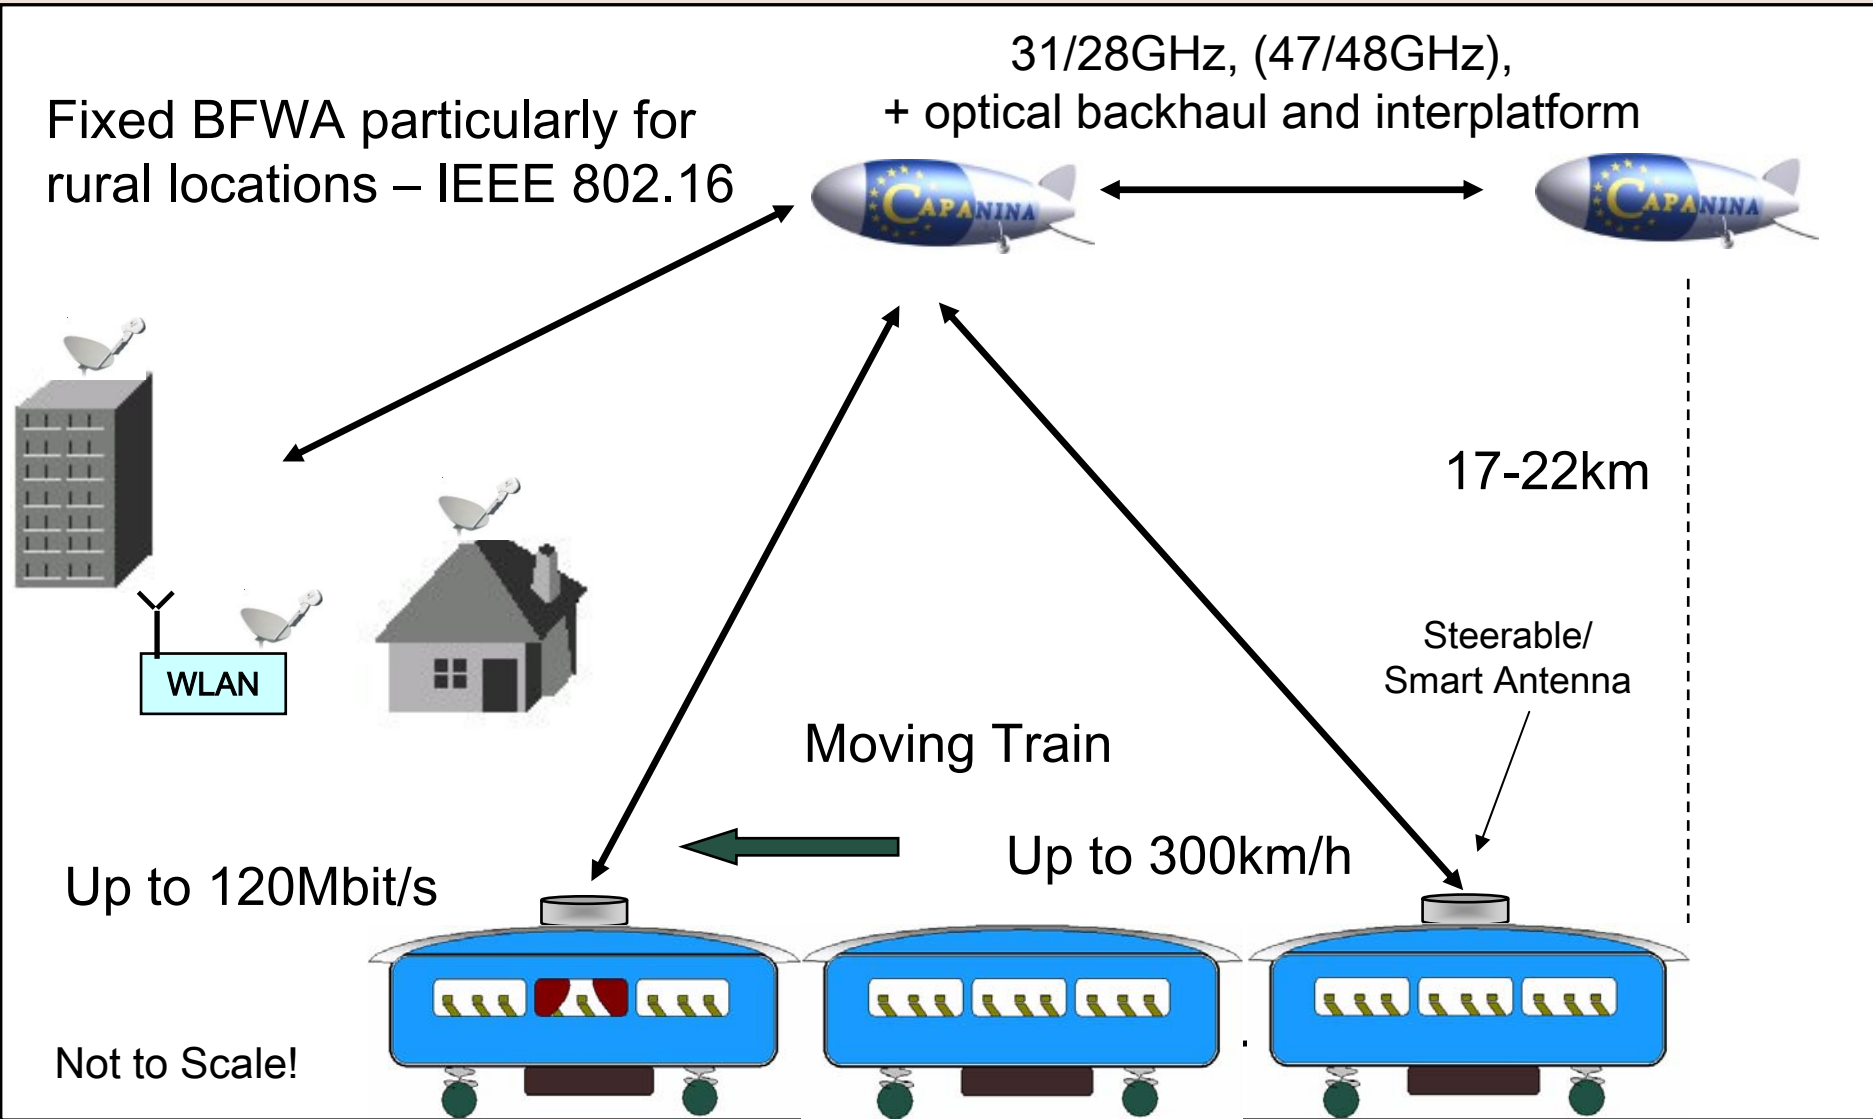 31/28GHz, (47/48GHz),
+ optical backhaul and interplatform
Fixed BFWA particularly for
rural locations – IEEE 802.16
CAPANINA
CAPANINA
17-22km
Steerable/
Smart Antenna
WLAN
Moving Train
Up to 300km/h
Up to 120Mbit/s
Not to Scale!